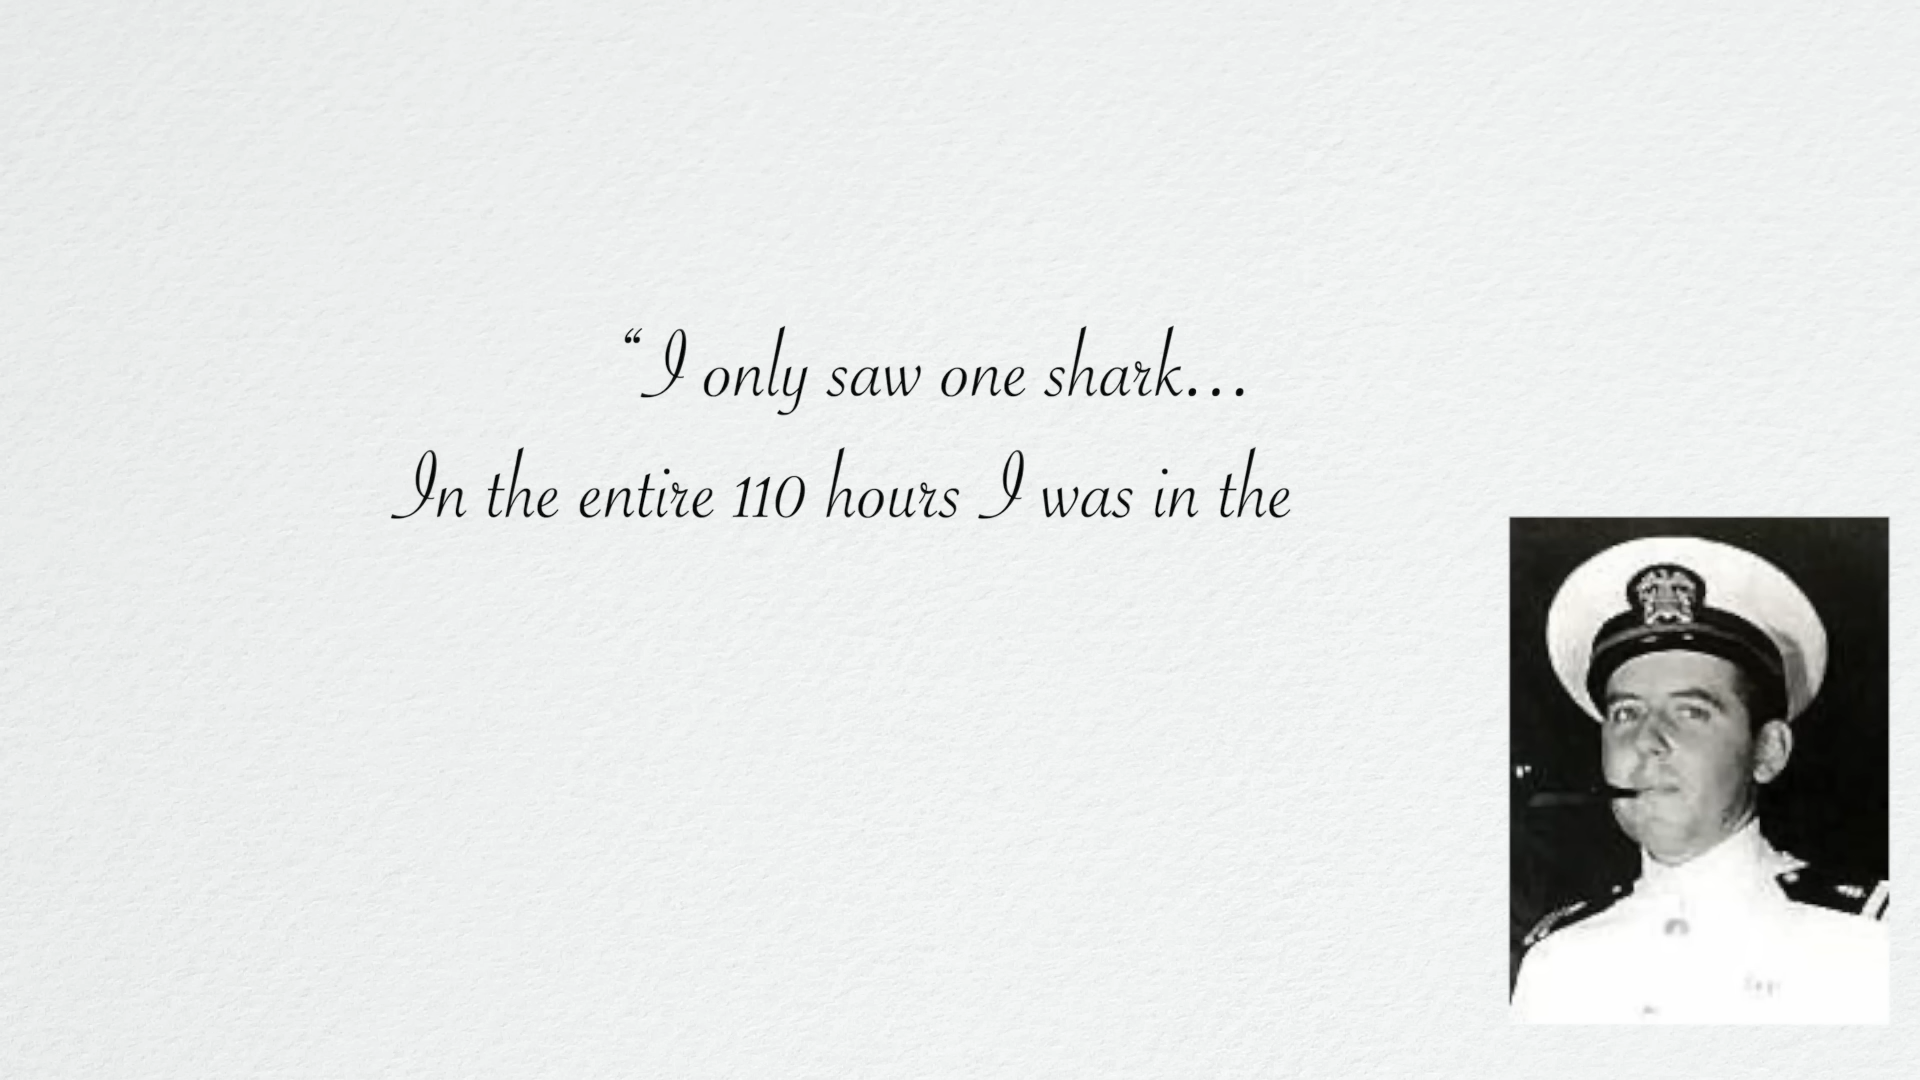 “I only saw one shark...
In the entire 110 hours I was in the